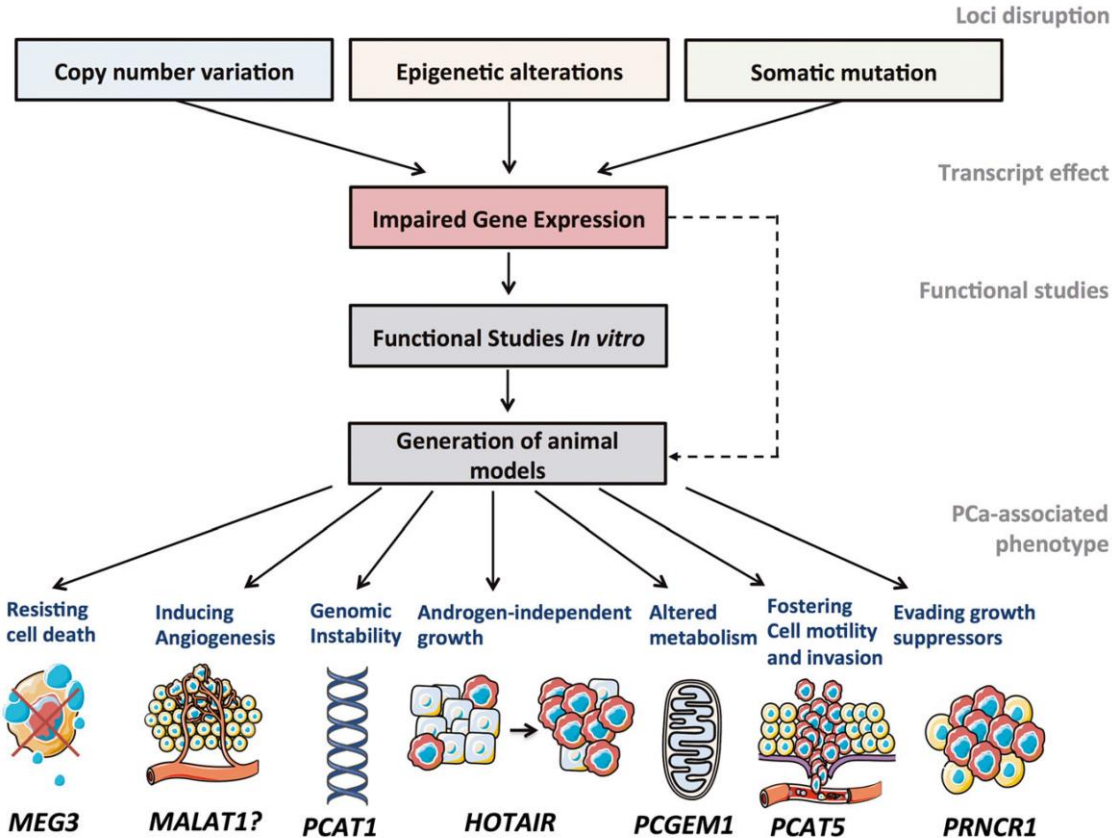 Loci disruption
Copy number variation
Epigenetic alterations
Somatic mutation
Transcript effect
Impaired Gene Expression
Functional studies
Functional Studies In vitro
Generation of animal
models
PCa-associated
phenotype
Resisting
cell death
Inducing
Angiogenesis
Genomic
Instability
Androgen-independent
growth
Altered
metabolism
Fostering
Cell motility
and invasion
Evading growth
suppressors
MEG3
MALAT1?
PCAT1
HOTAIR
PCGEM1
PCAT5
PRNCR1